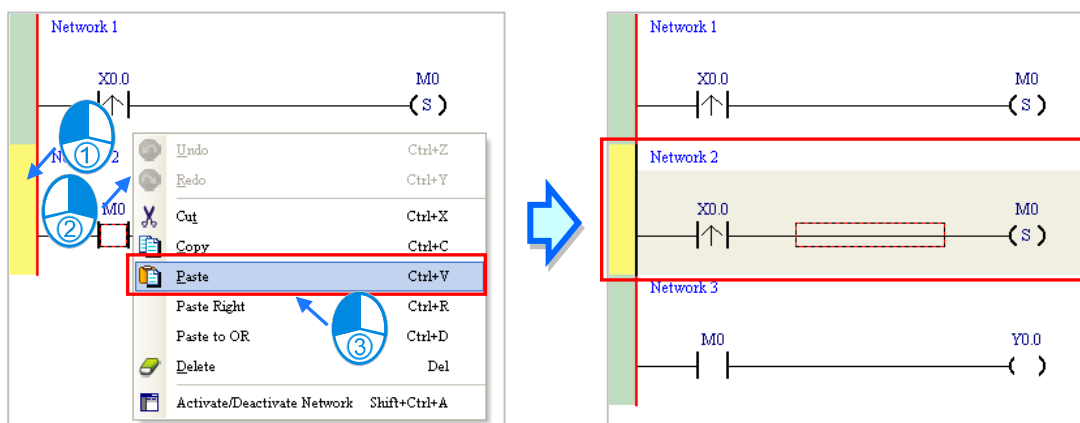 Network 1
X0.0 M0
( S )
1
2
M0
2
Undo Ctrl+Z
Redo Ctrl+Y
Cut Ctrl+X
Copy Ctrl+C
Paste Ctrl+V
Paste Right Ctrl+R
Paste to OR Ctrl+D
3
Delete Del
Activate/Deactivate Network Shift+Ctrl+A
Network 1
X0.0 M0
( S )
Network 2
X0.0 M0
( S )
Network 3
M0 Y0.0
( )